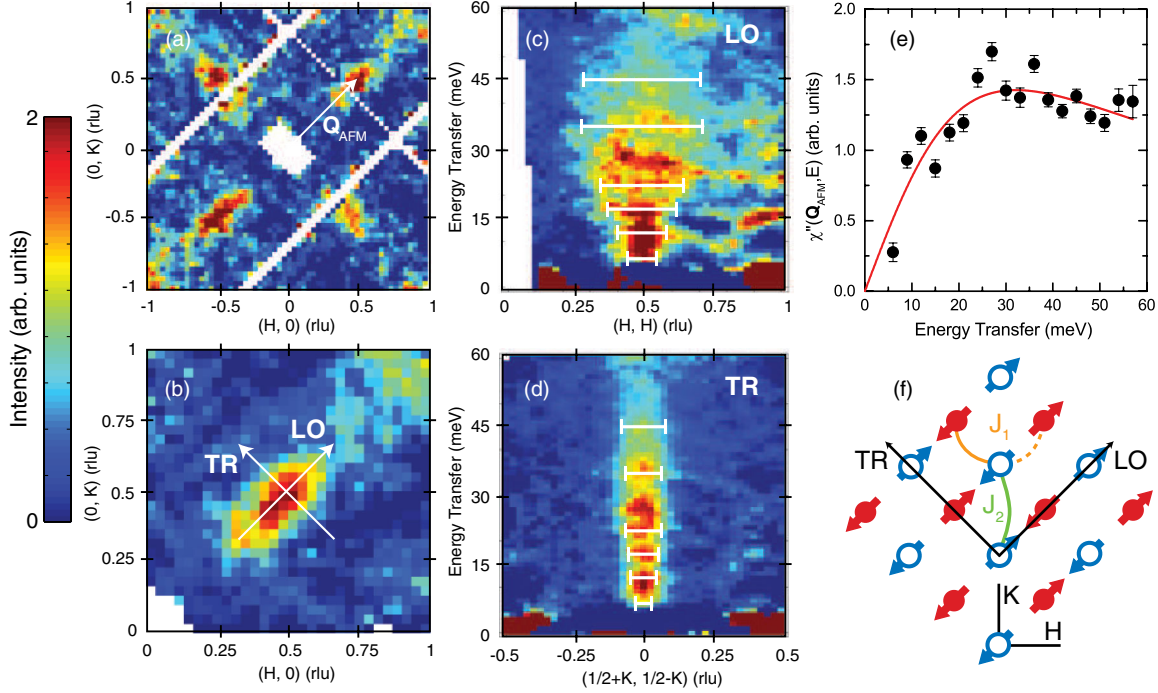 Intensity (arb. units)
2
0
(a)
Q_AFM
(0, K) (rlu)
1
0.5
0
-0.5
-1
-1
-0.5
0
0.5
1
(H, 0) (rlu)
(b)
LO
TR
(0, K) (rlu)
1
0.75
0.5
0.25
0
0
0.25
0.50
0.75
1
(H, 0) (rlu)
(c)
LO
Energy Transfer (meV)
60
45
30
15
0
0
0.25
0.5
0.75
1
(H, H) (rlu)
(d)
TR
Energy Transfer (meV)
60
45
30
15
0
-0.5
-0.25
0
0.25
0.5
(1/2+K, 1/2-K) (rlu)
(e)
χ"(Q_AFM,E) (arb. units)
2.0
1.5
1.0
0.5
0.0
0
10
20
30
40
50
60
Energy Transfer (meV)
(f)
J₁
TR
LO
J₂
K
H